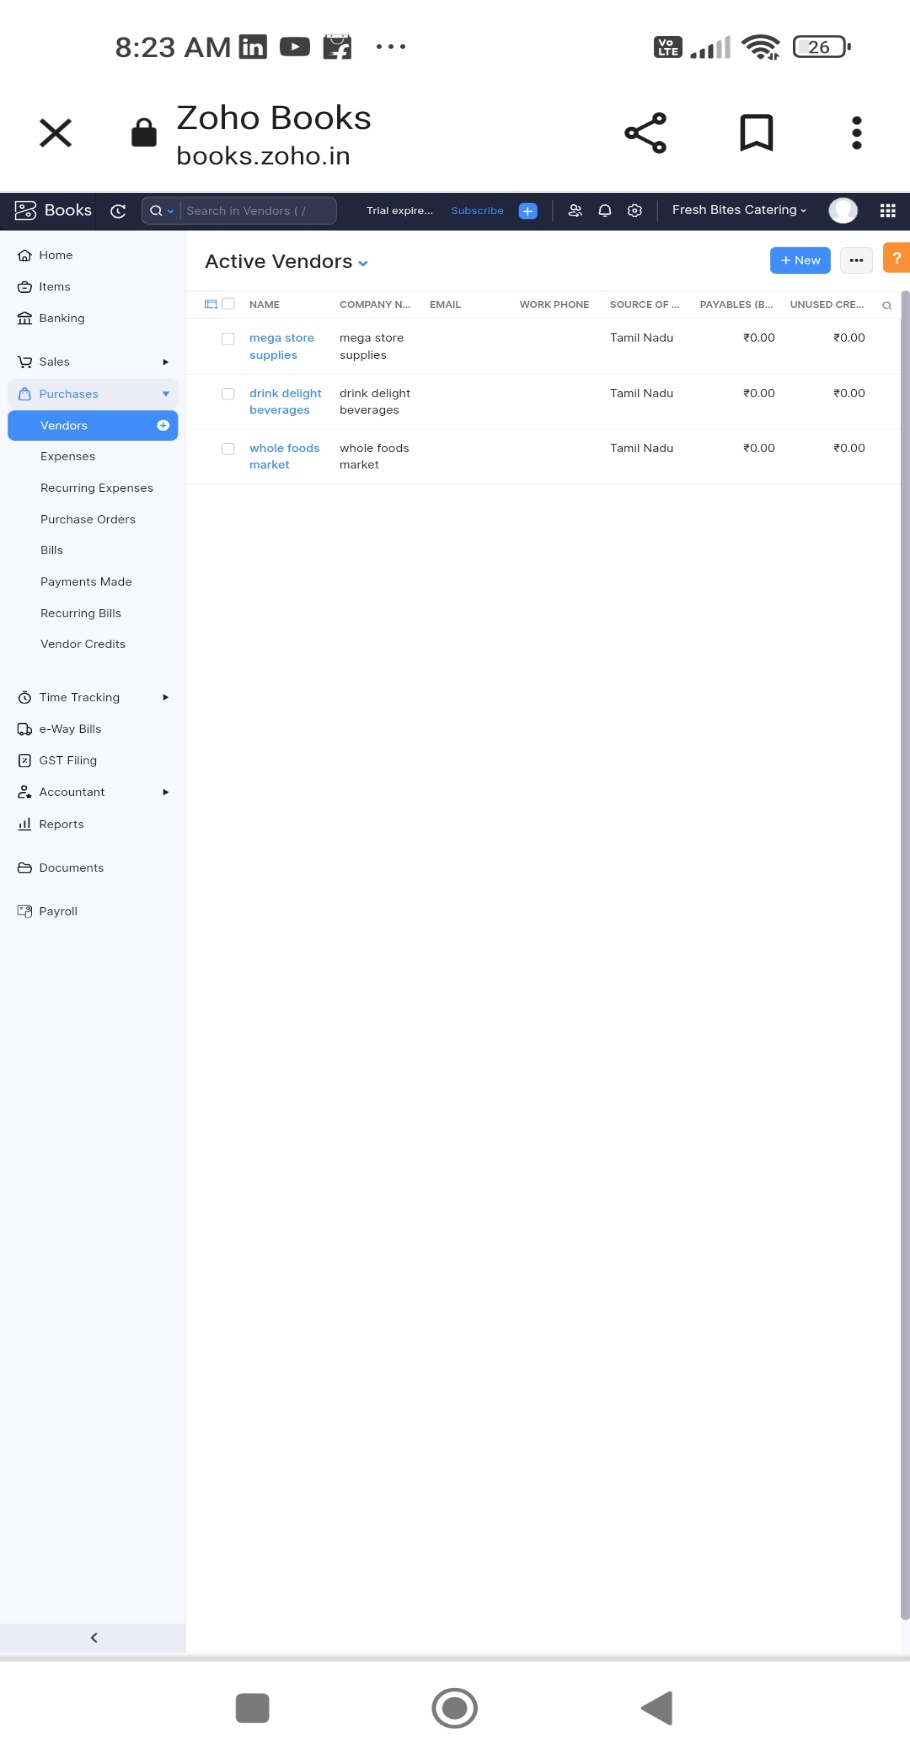 8:23 AM
Vo LTE
26
Zoho Books
books.zoho.in
Books
Search in Vendors ( /
Trial expire...
Subscribe
Fresh Bites Catering
Home
Items
Banking
Sales
Purchases
Vendors
Expenses
Recurring Expenses
Purchase Orders
Bills
Payments Made
Recurring Bills
Vendor Credits
Time Tracking
e-Way Bills
GST Filing
Accountant
Reports
Documents
Payroll
Active Vendors
+ New
?
NAME COMPANY N... EMAIL WORK PHONE SOURCE OF ... PAYABLES (B... UNUSED CRE...
mega store mega store Tamil Nadu ₹0.00 ₹0.00
supplies supplies
drink delight drink delight Tamil Nadu ₹0.00 ₹0.00
beverages beverages
whole foods whole foods Tamil Nadu ₹0.00 ₹0.00
market market